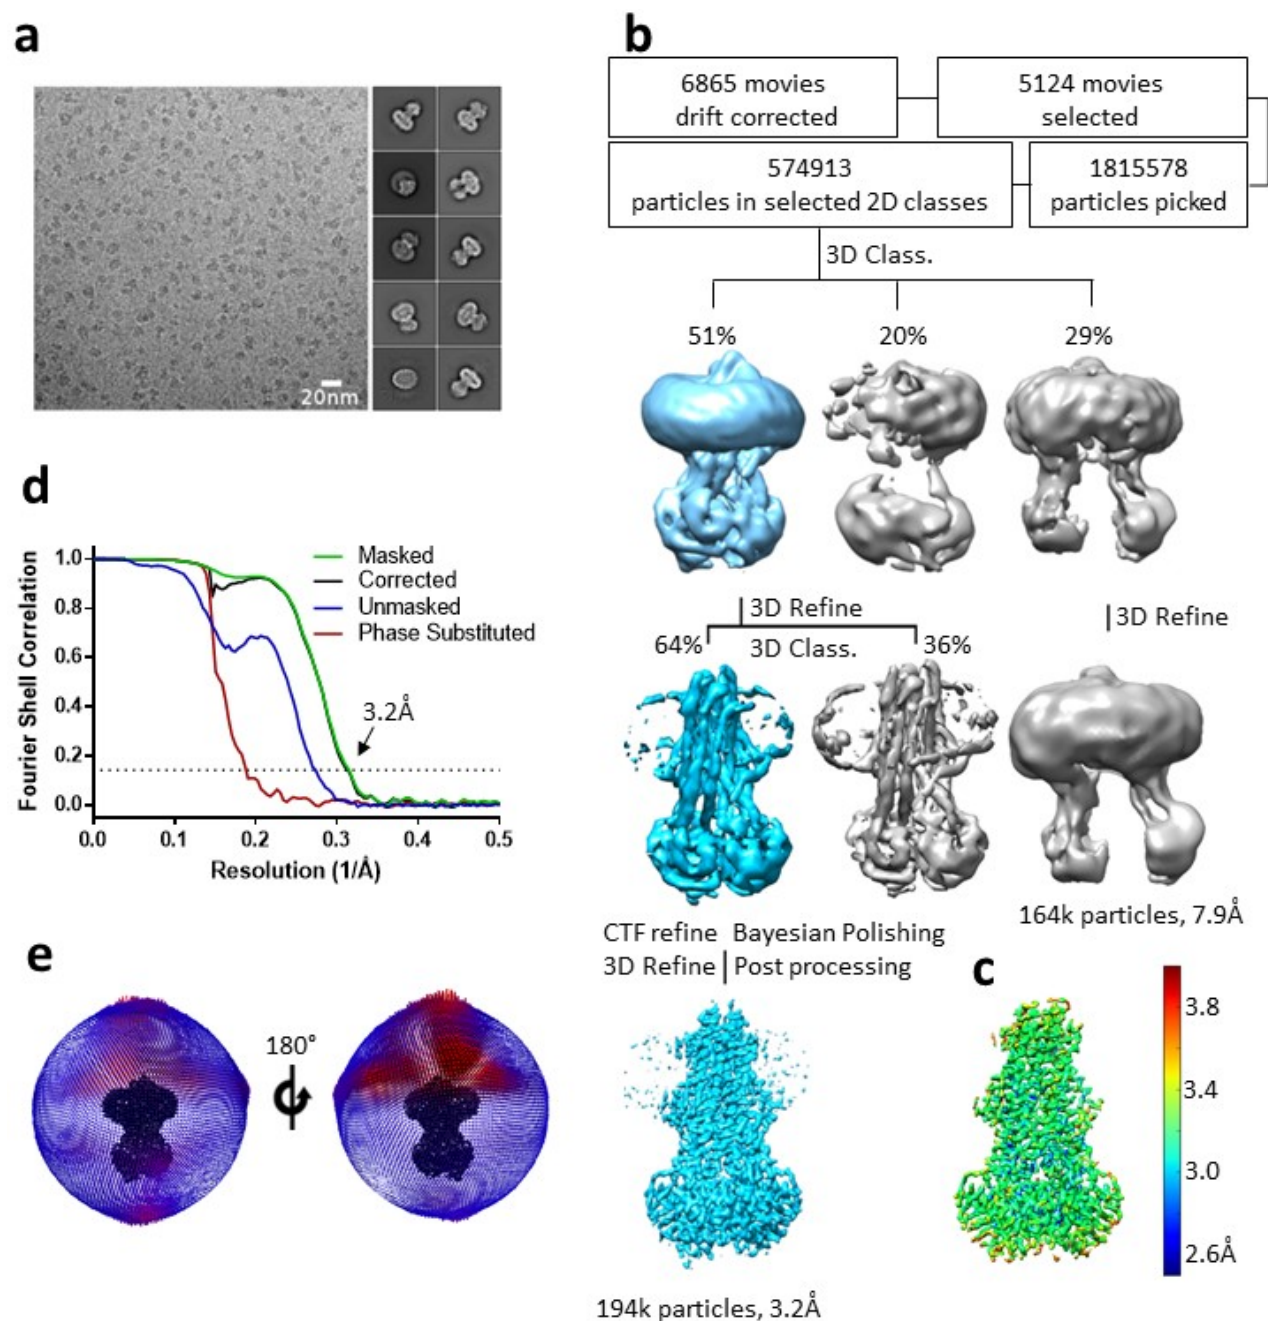 a
20nm
b
6865 movies
drift corrected
5124 movies
selected
574913
particles in selected 2D classes
1815578
particles picked
3D Class.
51%
20%
29%
3D Refine
64%
3D Class.
36%
3D Refine
164k particles, 7.9Å
CTF refine
Bayesian Polishing
3D Refine
Post processing
194k particles, 3.2Å
c
3.8
3.4
3.0
2.6Å
d
Masked
Corrected
Unmasked
Phase Substituted
3.2Å
Fourier Shell Correlation
1.0
0.8
0.6
0.4
0.2
0.0
0.0 0.1 0.2 0.3 0.4 0.5
Resolution (1/Å)
e
180°